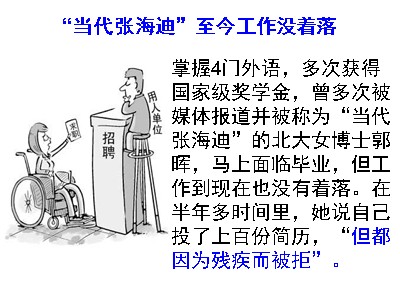 “当代张海迪”至今工作没着落
掌握4门外语，多次获得
国家级奖学金，曾多次被
媒体报道并被称为“当代
张海迪”的北大女博士郭
晖，马上面临毕业，但工
作到现在也没有着落。在
半年多时间里，她说自己
投了上百份简历，“但都
因为残疾而被拒”。
求职
招聘
用人单位